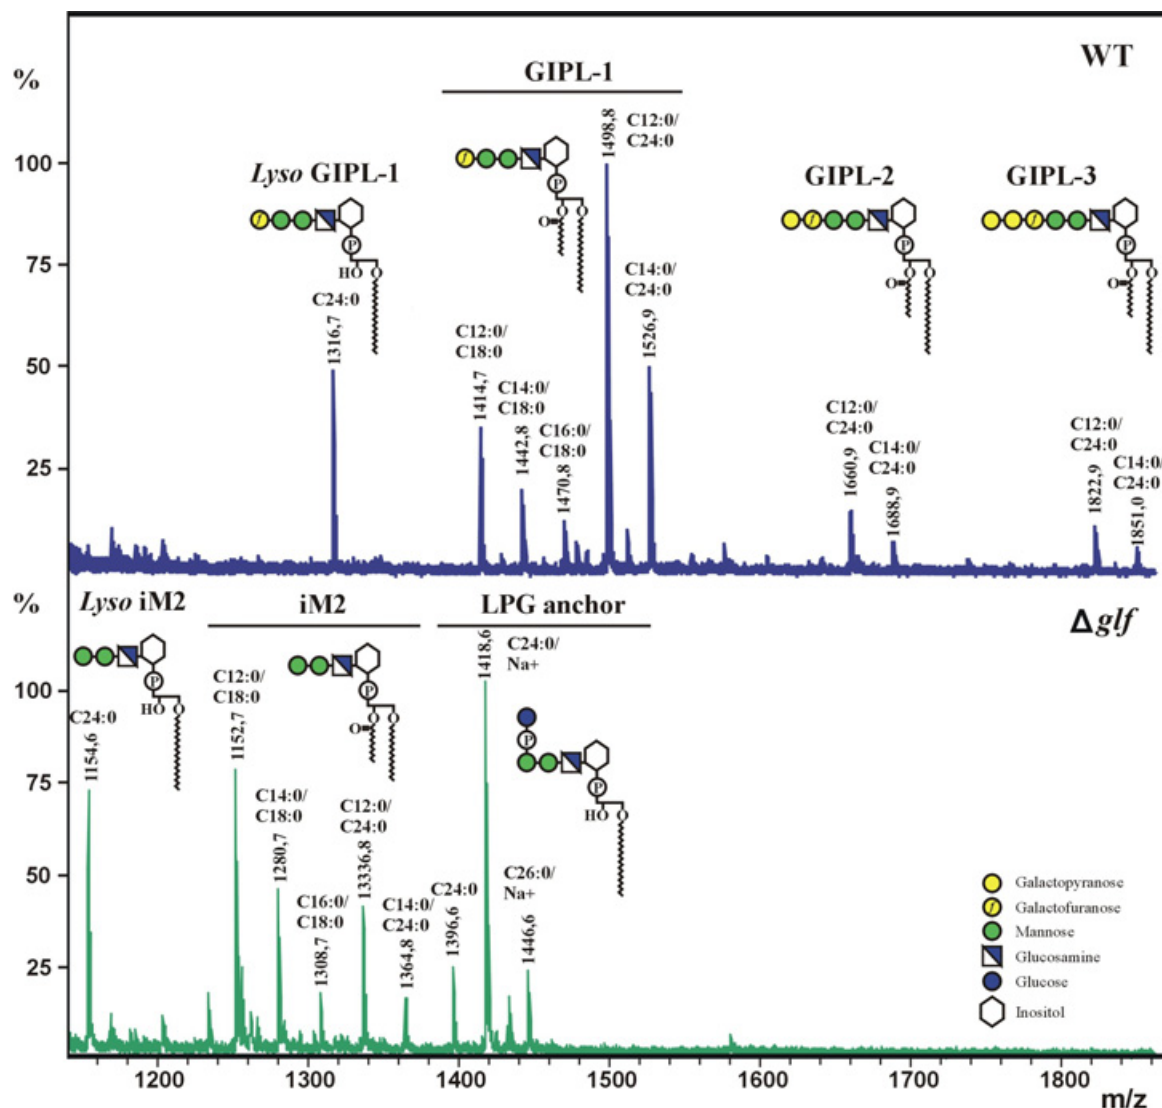 WT
%
GIPL-1
100
75
50
25
Lyso GIPL-1
f
P
HO O
C24:0
1316,7
f
P
O O
O
C12:0/
C18:0
1414,7
C14:0/
C18:0
1442,8
C16:0/
C18:0
1470,8
C12:0/
C24:0
1498,8
C14:0/
C24:0
1526,9
GIPL-2
f
P
O O
O
C12:0/
C24:0
1660,9
C14:0/
C24:0
1688,9
GIPL-3
f
P
O O
O
C12:0/
C24:0
1822,9
C14:0/
C24:0
1851,0
%
Δglf
100
75
50
25
Lyso iM2
P
HO O
C24:0
1154,6
iM2
P
O O
O
C12:0/
C18:0
1152,7
C14:0/
C18:0
1280,7
C16:0/
C18:0
1308,7
C12:0/
C24:0
13336,8
C14:0/
C24:0
1364,8
LPG anchor
P
P
HO O
C24:0
1396,6
C24:0/
Na+
1418,6
C26:0/
Na+
1446,6
Galactopyranose
f Galactofuranose
Mannose
Glucosamine
Glucose
Inositol
1200 1300 1400 1500 1600 1700 1800
m/z